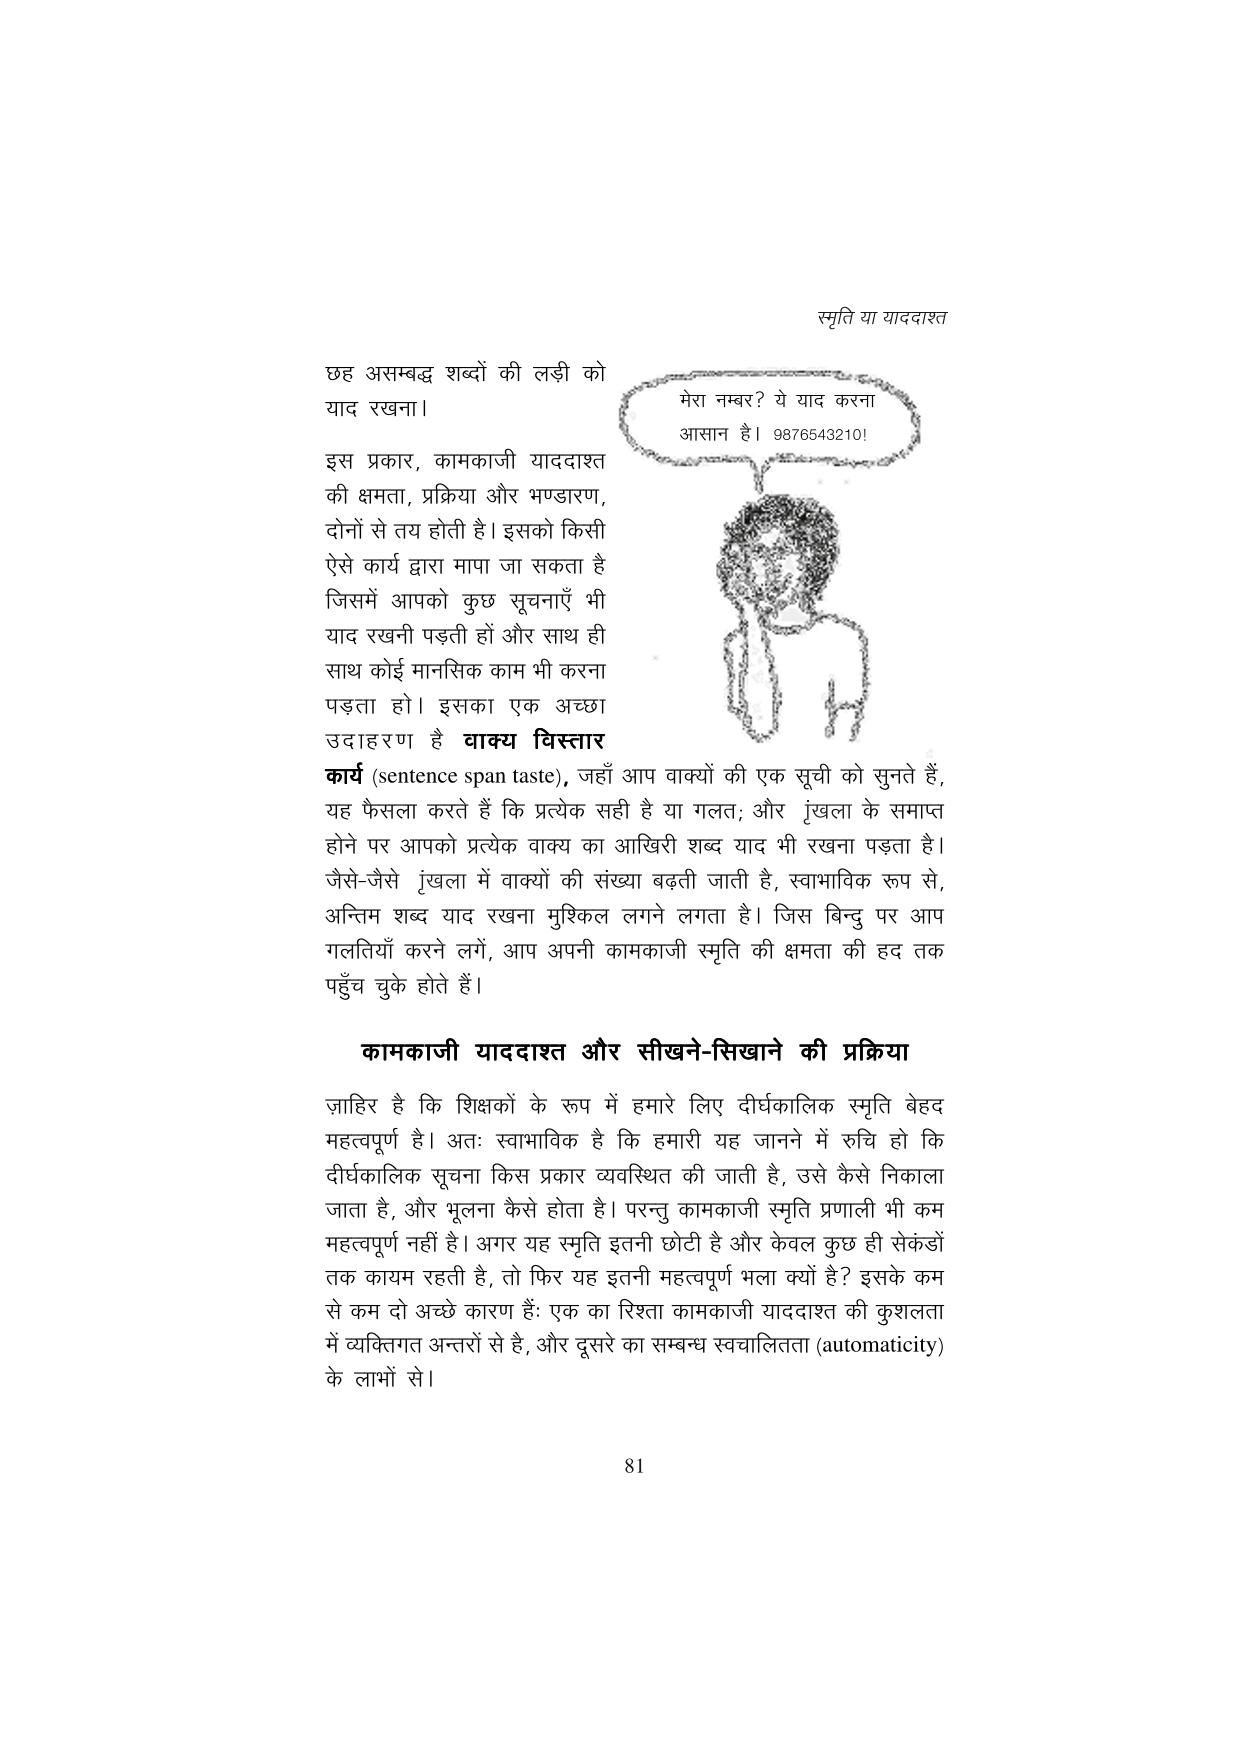 स्मृति या याददाश्त
छह असम्बद्ध शब्दों की लड़ी को
याद रखना।
मेरा नम्बर? ये याद करना
आसान है। 9876543210!
इस प्रकार, कामकाजी याददाश्त
की क्षमता, प्रक्रिया और भण्डारण,
दोनों से तय होती है। इसको किसी
ऐसे कार्य द्वारा मापा जा सकता है
जिसमें आपको कुछ सूचनाएँ भी
याद रखनी पड़ती हों और साथ ही
साथ कोई मानसिक काम भी करना
पड़ता हो। इसका एक अच्छा
उदाहरण है वाक्य विस्तार
कार्य (sentence span taste), जहाँ आप वाक्यों की एक सूची को सुनते हैं,
यह फैसला करते हैं कि प्रत्येक सही है या गलत; और ृंखला के समाप्त
होने पर आपको प्रत्येक वाक्य का आखिरी शब्द याद भी रखना पड़ता है।
जैसे-जैसे ृंखला में वाक्यों की संख्या बढ़ती जाती है, स्वाभाविक रूप से,
अन्तिम शब्द याद रखना मुश्किल लगने लगता है। जिस बिन्दु पर आप
गलतियाँ करने लगें, आप अपनी कामकाजी स्मृति की क्षमता की हद तक
पहुँच चुके होते हैं।
कामकाजी याददाश्त और सीखने-सिखाने की प्रक्रिया
ज़ाहिर है कि शिक्षकों के रूप में हमारे लिए दीर्घकालिक स्मृति बेहद
महत्वपूर्ण है। अतः स्वाभाविक है कि हमारी यह जानने में रुचि हो कि
दीर्घकालिक सूचना किस प्रकार व्यवस्थित की जाती है, उसे कैसे निकाला
जाता है, और भूलना कैसे होता है। परन्तु कामकाजी स्मृति प्रणाली भी कम
महत्वपूर्ण नहीं है। अगर यह स्मृति इतनी छोटी है और केवल कुछ ही सेकंडों
तक कायम रहती है, तो फिर यह इतनी महत्वपूर्ण भला क्यों है? इसके कम
से कम दो अच्छे कारण हैंः एक का रिश्ता कामकाजी याददाश्त की कुशलता
में व्यक्तिगत अन्तरों से है, और दूसरे का सम्बन्ध स्वचालितता (automaticity)
के लाभों से।
81